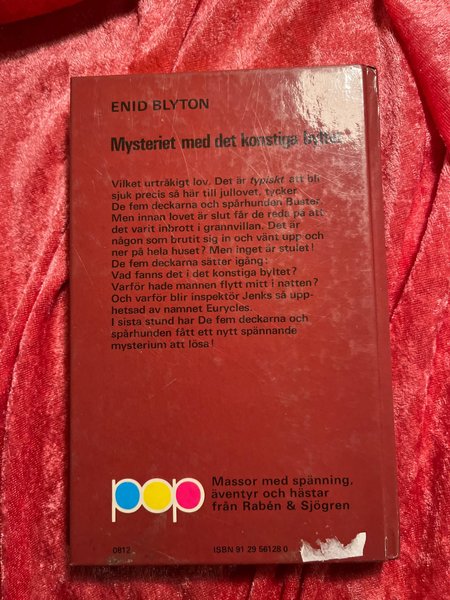 ENID BLYTON
Mysteriet med det konstiga byltet
Vilket urtråkigt lov. Det är typiskt att bli
sjuk precis så här till jullovet, tycker
De fem deckarna och spårhunden Buster.
Men innan lovet är slut får de reda på att
det varit inbrott i grannvillan. Det är
någon som brutit sig in och vänt upp och
ner på hela huset? Men inget är stulet!
De fem deckarna sätter igång:
Vad fanns det i det konstiga byltet?
Varför hade mannen flytt mitt i natten?
Och varför blir inspektör Jenks så upp-
hetsad av namnet Eurycles?
I sista stund har De fem deckarna och
spårhunden fått ett nytt spännande
mysterium att lösa!
pop
Massor med spänning,
äventyr och hästar
från Rabén & Sjögren
0812
ISBN 91 29 56128 0